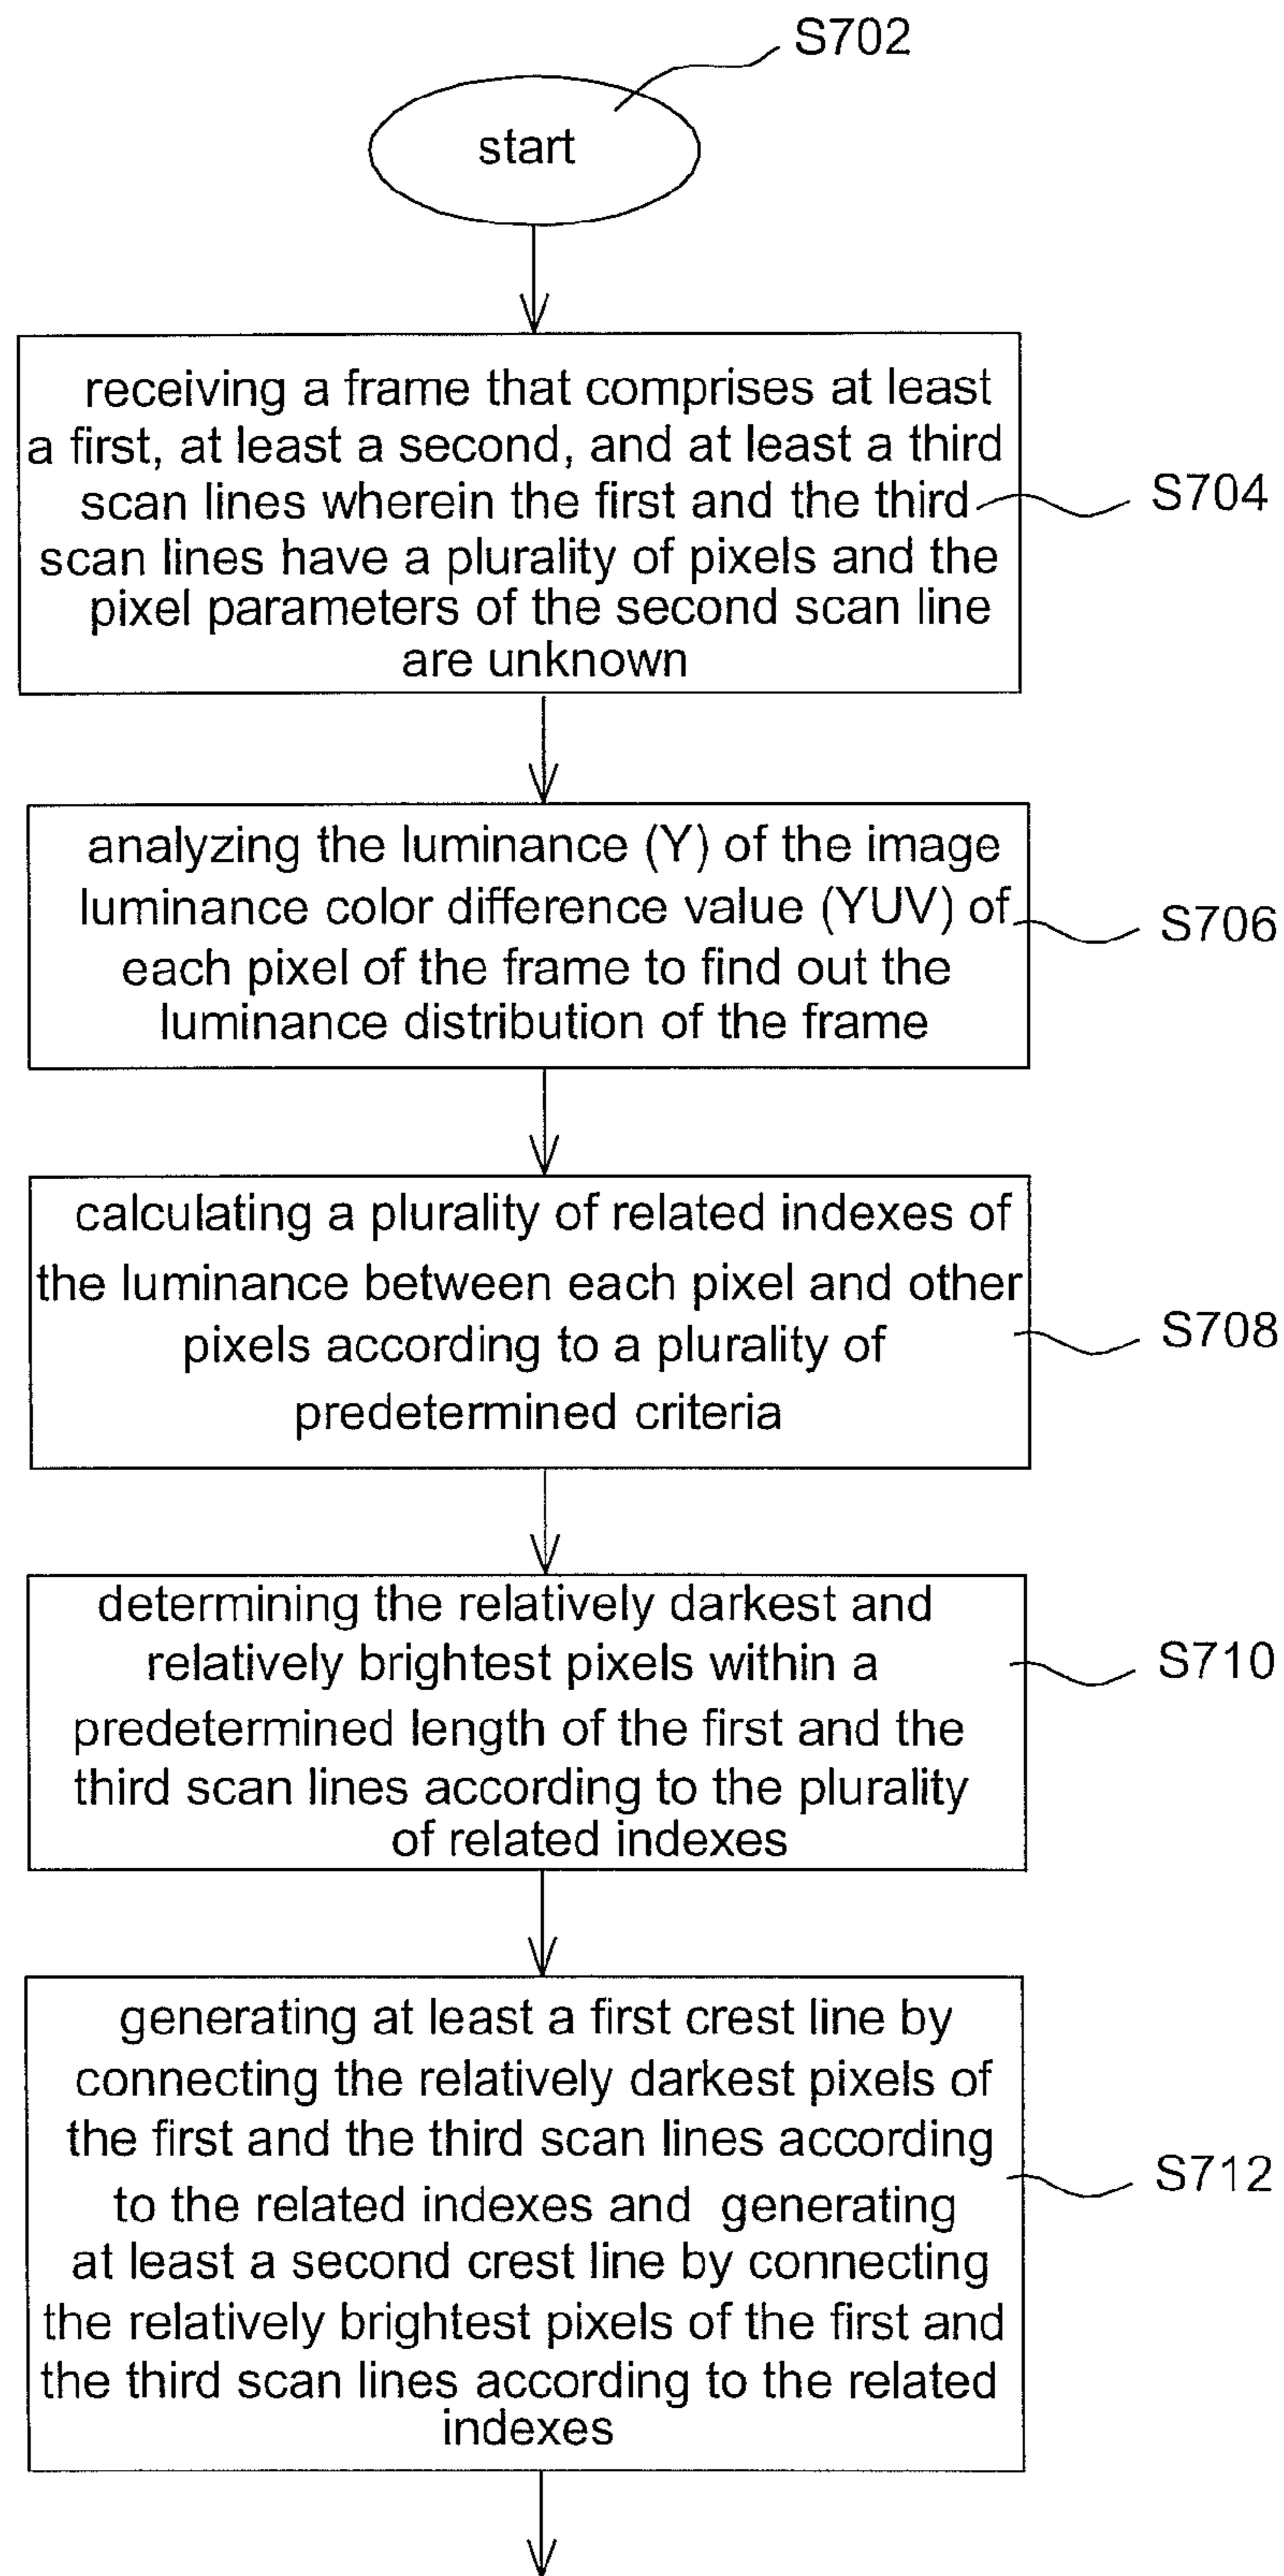 S702
start
receiving a frame that comprises at least
a first, at least a second, and at least a third
scan lines wherein the first and the third
scan lines have a plurality of pixels and the
pixel parameters of the second scan line
are unknown
S704
analyzing the luminance (Y) of the image
luminance color difference value (YUV) of
each pixel of the frame to find out the
luminance distribution of the frame
S706
calculating a plurality of related indexes of
the luminance between each pixel and other
pixels according to a plurality of
predetermined criteria
S708
determining the relatively darkest and
relatively brightest pixels within a
predetermined length of the first and the
third scan lines according to the plurality
of related indexes
S710
generating at least a first crest line by
connecting the relatively darkest pixels of
the first and the third scan lines according
to the related indexes and generating
at least a second crest line by connecting
the relatively brightest pixels of the first and
the third scan lines according to the related
indexes
S712